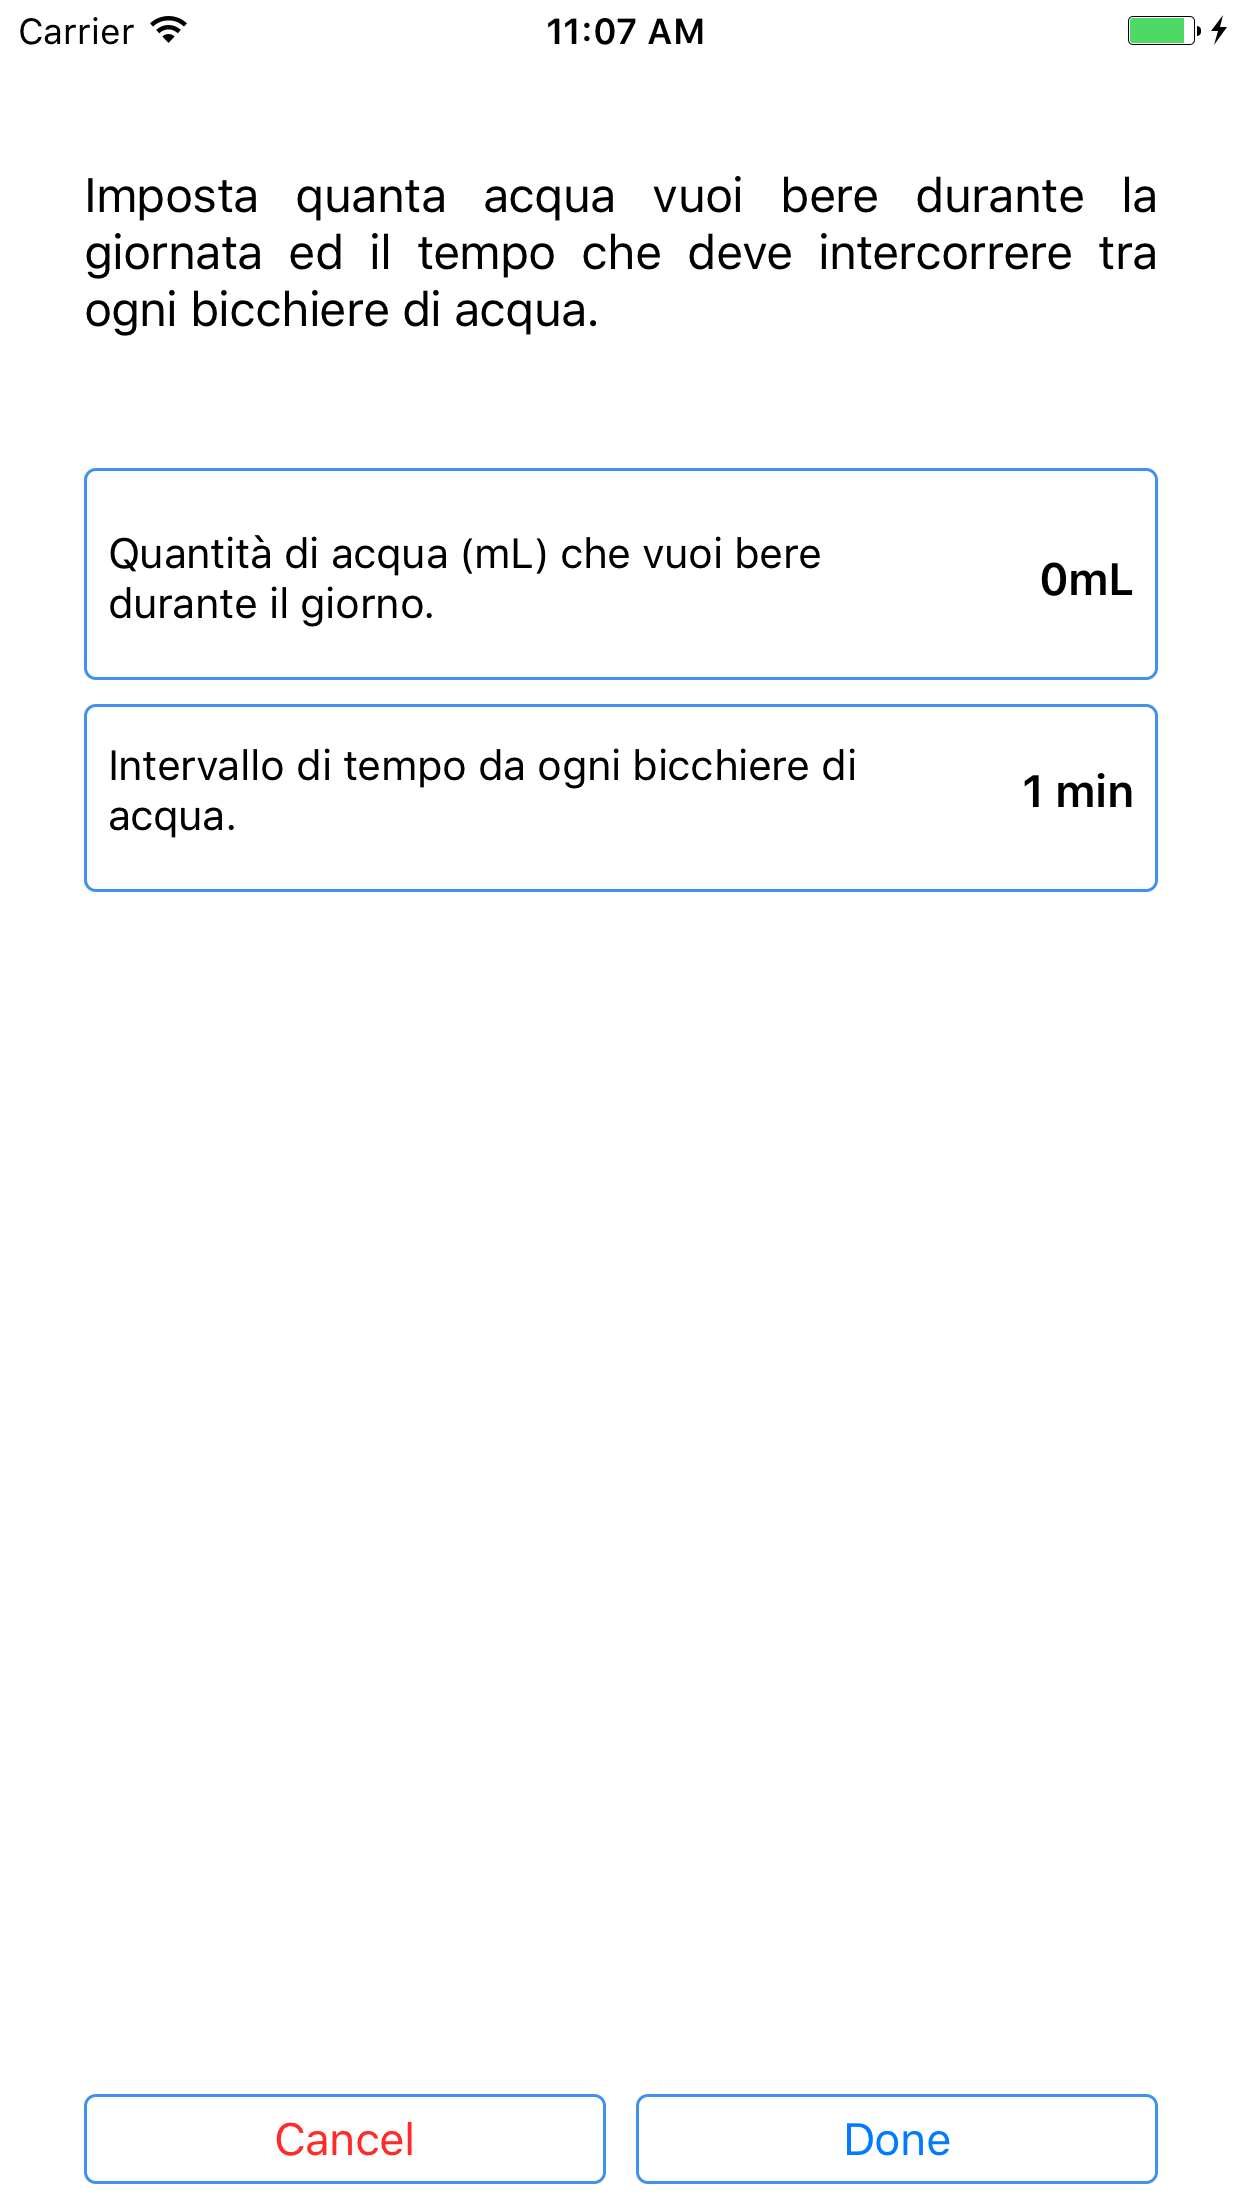 Carrier
11:07 AM
Imposta quanta acqua vuoi bere durante la
giornata ed il tempo che deve intercorrere tra
ogni bicchiere di acqua.
Quantità di acqua (mL) che vuoi bere
durante il giorno.
0mL
Intervallo di tempo da ogni bicchiere di
acqua.
1 min
Cancel
Done